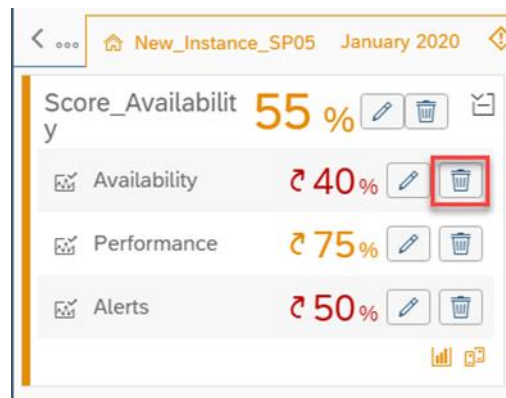 New_Instance_SP05 January 2020
Score_Availabilit
y
55 %
Availability 40%
Performance 75%
Alerts 50%